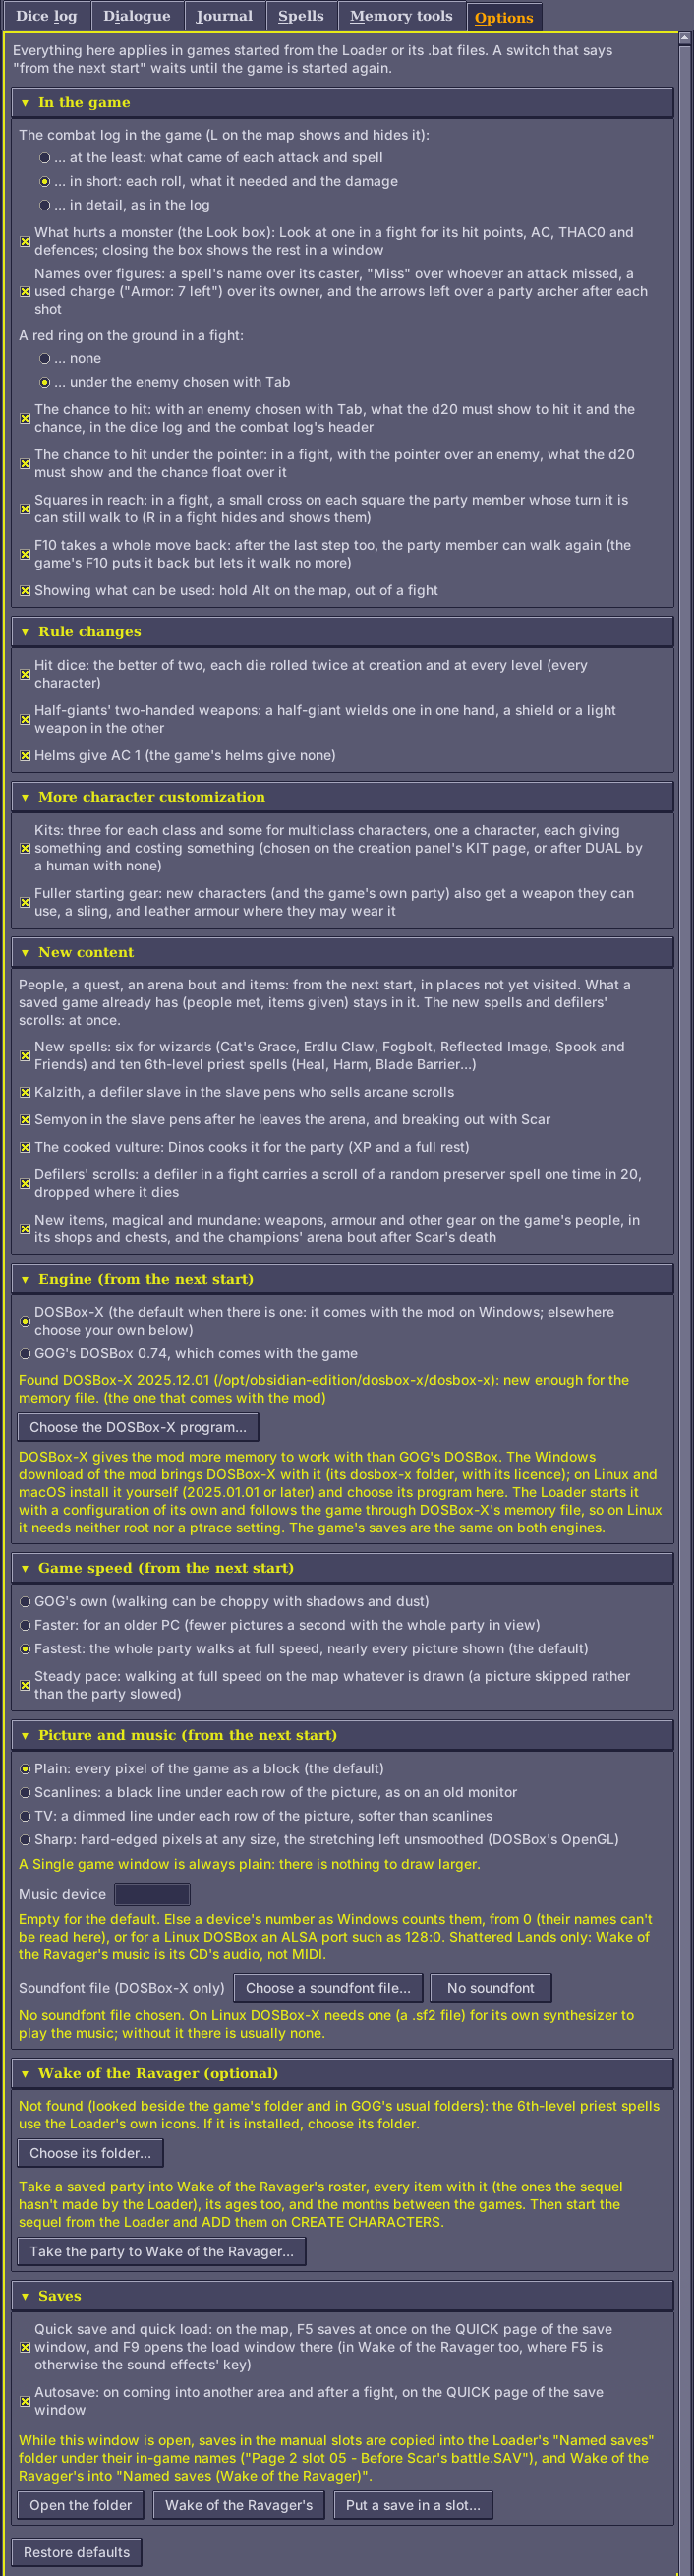 Dice log Dialogue Journal Spells Memory tools Options
Everything here applies in games started from the Loader or its .bat files. A switch that says
"from the next start" waits until the game is started again.
▼ In the game
The combat log in the game (L on the map shows and hides it):
... at the least: what came of each attack and spell
... in short: each roll, what it needed and the damage
... in detail, as in the log
What hurts a monster (the Look box): Look at one in a fight for its hit points, AC, THAC0 and
defences; closing the box shows the rest in a window
Names over figures: a spell's name over its caster, "Miss" over whoever an attack missed, a
used charge ("Armor: 7 left") over its owner, and the arrows left over a party archer after each
shot
A red ring on the ground in a fight:
... none
... under the enemy chosen with Tab
The chance to hit: with an enemy chosen with Tab, what the d20 must show to hit it and the
chance, in the dice log and the combat log's header
The chance to hit under the pointer: in a fight, with the pointer over an enemy, what the d20
must show and the chance float over it
Squares in reach: in a fight, a small cross on each square the party member whose turn it is
can still walk to (R in a fight hides and shows them)
F10 takes a whole move back: after the last step too, the party member can walk again (the
game's F10 puts it back but lets it walk no more)
Showing what can be used: hold Alt on the map, out of a fight
▼ Rule changes
Hit dice: the better of two, each die rolled twice at creation and at every level (every
character)
Half-giants' two-handed weapons: a half-giant wields one in one hand, a shield or a light
weapon in the other
Helms give AC 1 (the game's helms give none)
▼ More character customization
Kits: three for each class and some for multiclass characters, one a character, each giving
something and costing something (chosen on the creation panel's KIT page, or after DUAL by
a human with none)
Fuller starting gear: new characters (and the game's own party) also get a weapon they can
use, a sling, and leather armour where they may wear it
▼ New content
People, a quest, an arena bout and items: from the next start, in places not yet visited. What a
saved game already has (people met, items given) stays in it. The new spells and defilers'
scrolls: at once.
New spells: six for wizards (Cat's Grace, Erdlu Claw, Fogbolt, Reflected Image, Spook and
Friends) and ten 6th-level priest spells (Heal, Harm, Blade Barrier...)
Kalzith, a defiler slave in the slave pens who sells arcane scrolls
Semyon in the slave pens after he leaves the arena, and breaking out with Scar
The cooked vulture: Dinos cooks it for the party (XP and a full rest)
Defilers' scrolls: a defiler in a fight carries a scroll of a random preserver spell one time in 20,
dropped where it dies
New items, magical and mundane: weapons, armour and other gear on the game's people, in
its shops and chests, and the champions' arena bout after Scar's death
▼ Engine (from the next start)
DOSBox-X (the default when there is one: it comes with the mod on Windows; elsewhere
choose your own below)
GOG's DOSBox 0.74, which comes with the game
Found DOSBox-X 2025.12.01 (/opt/obsidian-edition/dosbox-x/dosbox-x): new enough for the
memory file. (the one that comes with the mod)
Choose the DOSBox-X program...
DOSBox-X gives the mod more memory to work with than GOG's DOSBox. The Windows
download of the mod brings DOSBox-X with it (its dosbox-x folder, with its licence); on Linux and
macOS install it yourself (2025.01.01 or later) and choose its program here. The Loader starts it
with a configuration of its own and follows the game through DOSBox-X's memory file, so on Linux
it needs neither root nor a ptrace setting. The game's saves are the same on both engines.
▼ Game speed (from the next start)
GOG's own (walking can be choppy with shadows and dust)
Faster: for an older PC (fewer pictures a second with the whole party in view)
Fastest: the whole party walks at full speed, nearly every picture shown (the default)
Steady pace: walking at full speed on the map whatever is drawn (a picture skipped rather
than the party slowed)
▼ Picture and music (from the next start)
Plain: every pixel of the game as a block (the default)
Scanlines: a black line under each row of the picture, as on an old monitor
TV: a dimmed line under each row of the picture, softer than scanlines
Sharp: hard-edged pixels at any size, the stretching left unsmoothed (DOSBox's OpenGL)
A Single game window is always plain: there is nothing to draw larger.
Music device
Empty for the default. Else a device's number as Windows counts them, from 0 (their names can't
be read here), or for a Linux DOSBox an ALSA port such as 128:0. Shattered Lands only: Wake of
the Ravager's music is its CD's audio, not MIDI.
Soundfont file (DOSBox-X only) Choose a soundfont file... No soundfont
No soundfont file chosen. On Linux DOSBox-X needs one (a .sf2 file) for its own synthesizer to
play the music; without it there is usually none.
▼ Wake of the Ravager (optional)
Not found (looked beside the game's folder and in GOG's usual folders): the 6th-level priest spells
use the Loader's own icons. If it is installed, choose its folder.
Choose its folder...
Take a saved party into Wake of the Ravager's roster, every item with it (the ones the sequel
hasn't made by the Loader), its ages too, and the months between the games. Then start the
sequel from the Loader and ADD them on CREATE CHARACTERS.
Take the party to Wake of the Ravager...
▼ Saves
Quick save and quick load: on the map, F5 saves at once on the QUICK page of the save
window, and F9 opens the load window there (in Wake of the Ravager too, where F5 is
otherwise the sound effects' key)
Autosave: on coming into another area and after a fight, on the QUICK page of the save
window
While this window is open, saves in the manual slots are copied into the Loader's "Named saves"
folder under their in-game names ("Page 2 slot 05 - Before Scar's battle.SAV"), and Wake of the
Ravager's into "Named saves (Wake of the Ravager)".
Open the folder Wake of the Ravager's Put a save in a slot...
Restore defaults